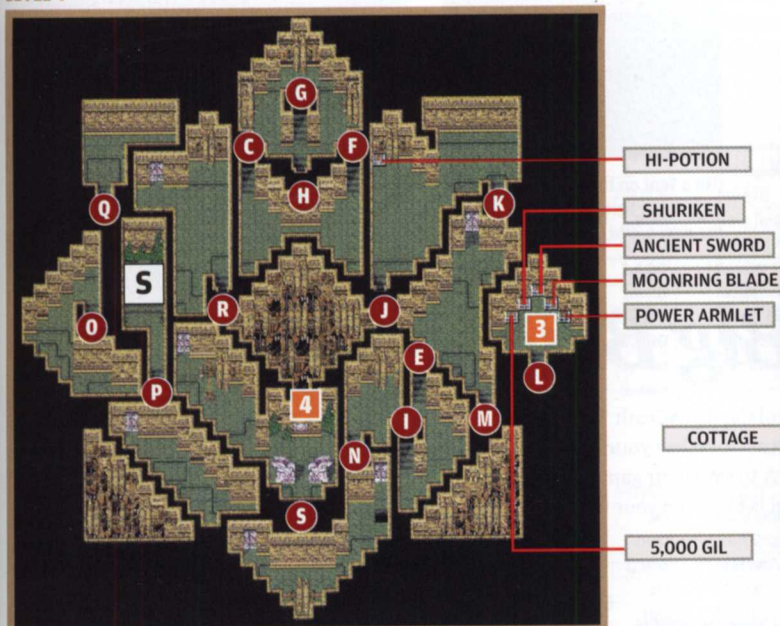 G
C
F
HI-POTION
H
K
Q
SHURIKEN
ANCIENT SWORD
S
MOONRING BLADE
O
R
J
3
POWER ARMLET
E
L
P
4
I
M
COTTAGE
N
S
5,000 GIL